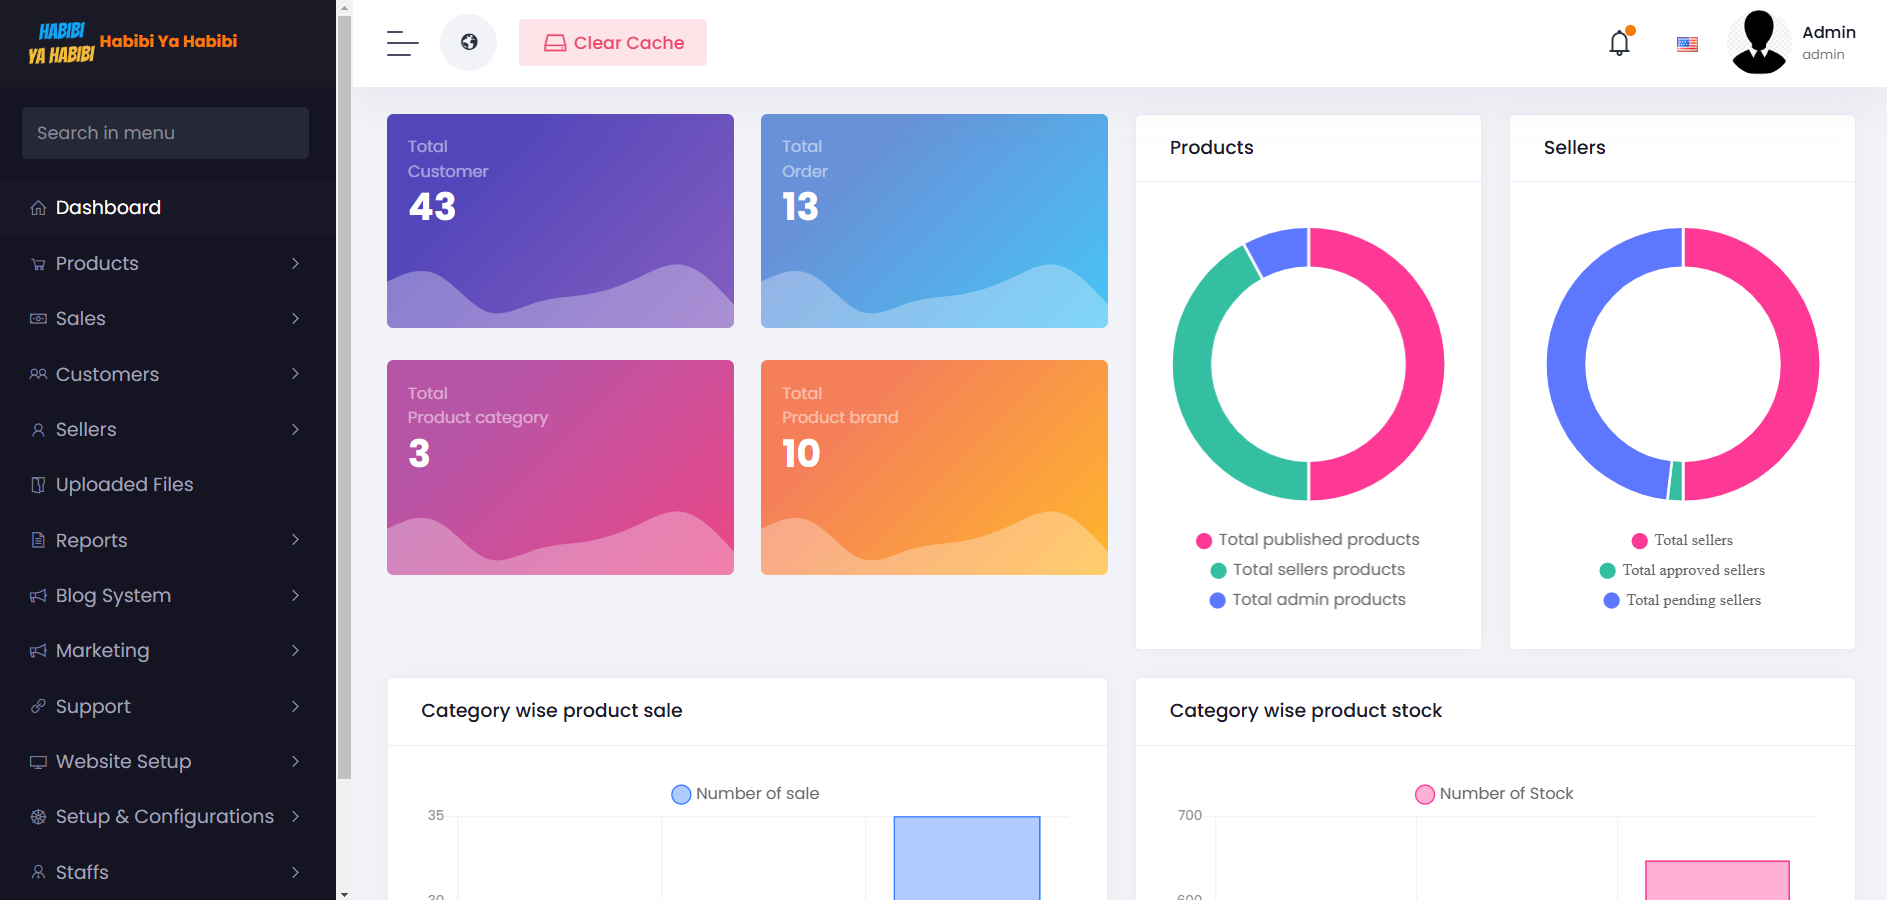 HABIBI
YA HABIBI
Habibi Ya Habibi
Search in menu
Dashboard
Products
Sales
Customers
Sellers
Uploaded Files
Reports
Blog System
Marketing
Support
Website Setup
Setup & Configurations
Staffs
Clear Cache
Admin
admin
Total
Customer
43
Total
Order
13
Total
Product category
3
Total
Product brand
10
Products
Total published products
Total sellers products
Total admin products
Sellers
Total sellers
Total approved sellers
Total pending sellers
Category wise product sale
Number of sale
35
30
Category wise product stock
Number of Stock
700
600